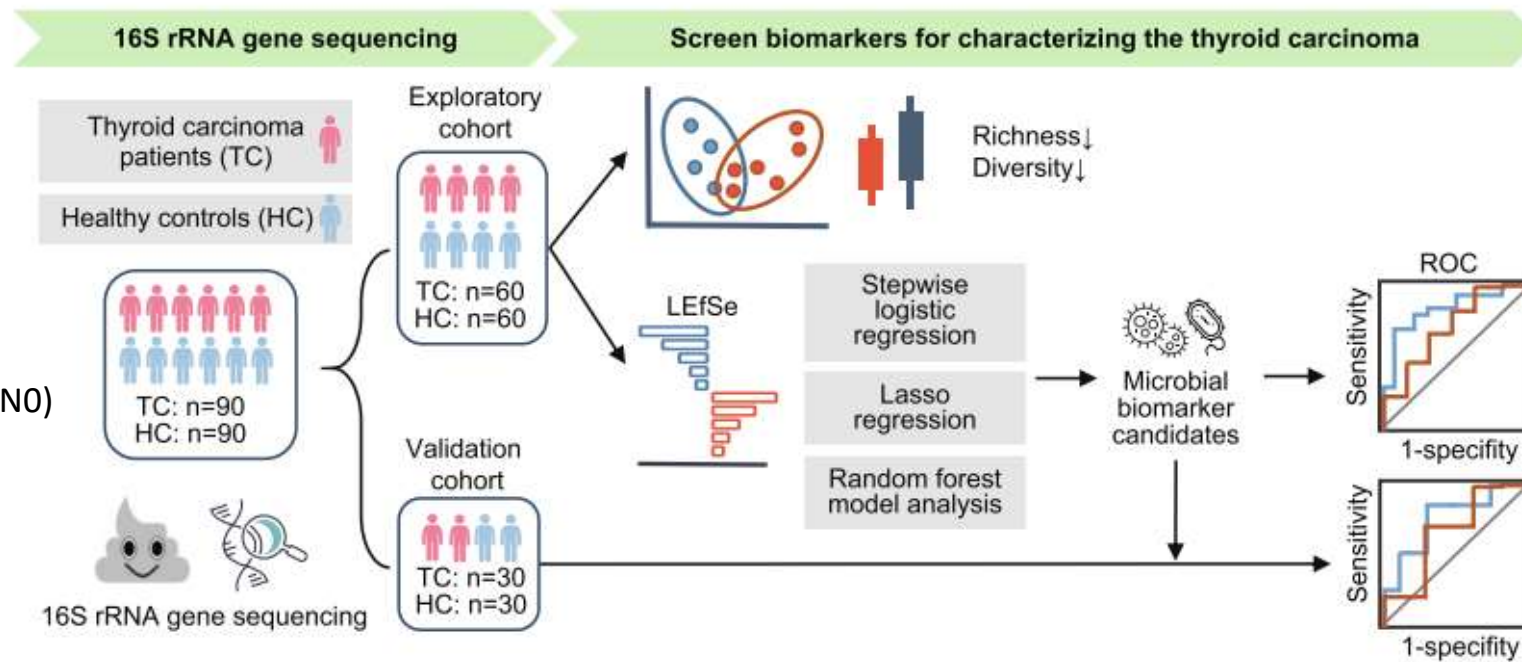 16S rRNA gene sequencing
Screen biomarkers for characterizing the thyroid carcinoma
Thyroid carcinoma
patients (TC)
Healthy controls (HC)
N0)
TC: n=90
HC: n=90
16S rRNA gene sequencing
Exploratory
cohort
TC: n=60
HC: n=60
Validation
cohort
TC: n=30
HC: n=30
Richness↓
Diversity↓
LEfSe
Stepwise
logistic
regression
Lasso
regression
Random forest
model analysis
Microbial
biomarker
candidates
ROC
Sensitivity
1-specifity
Sensitivity
1-specifity